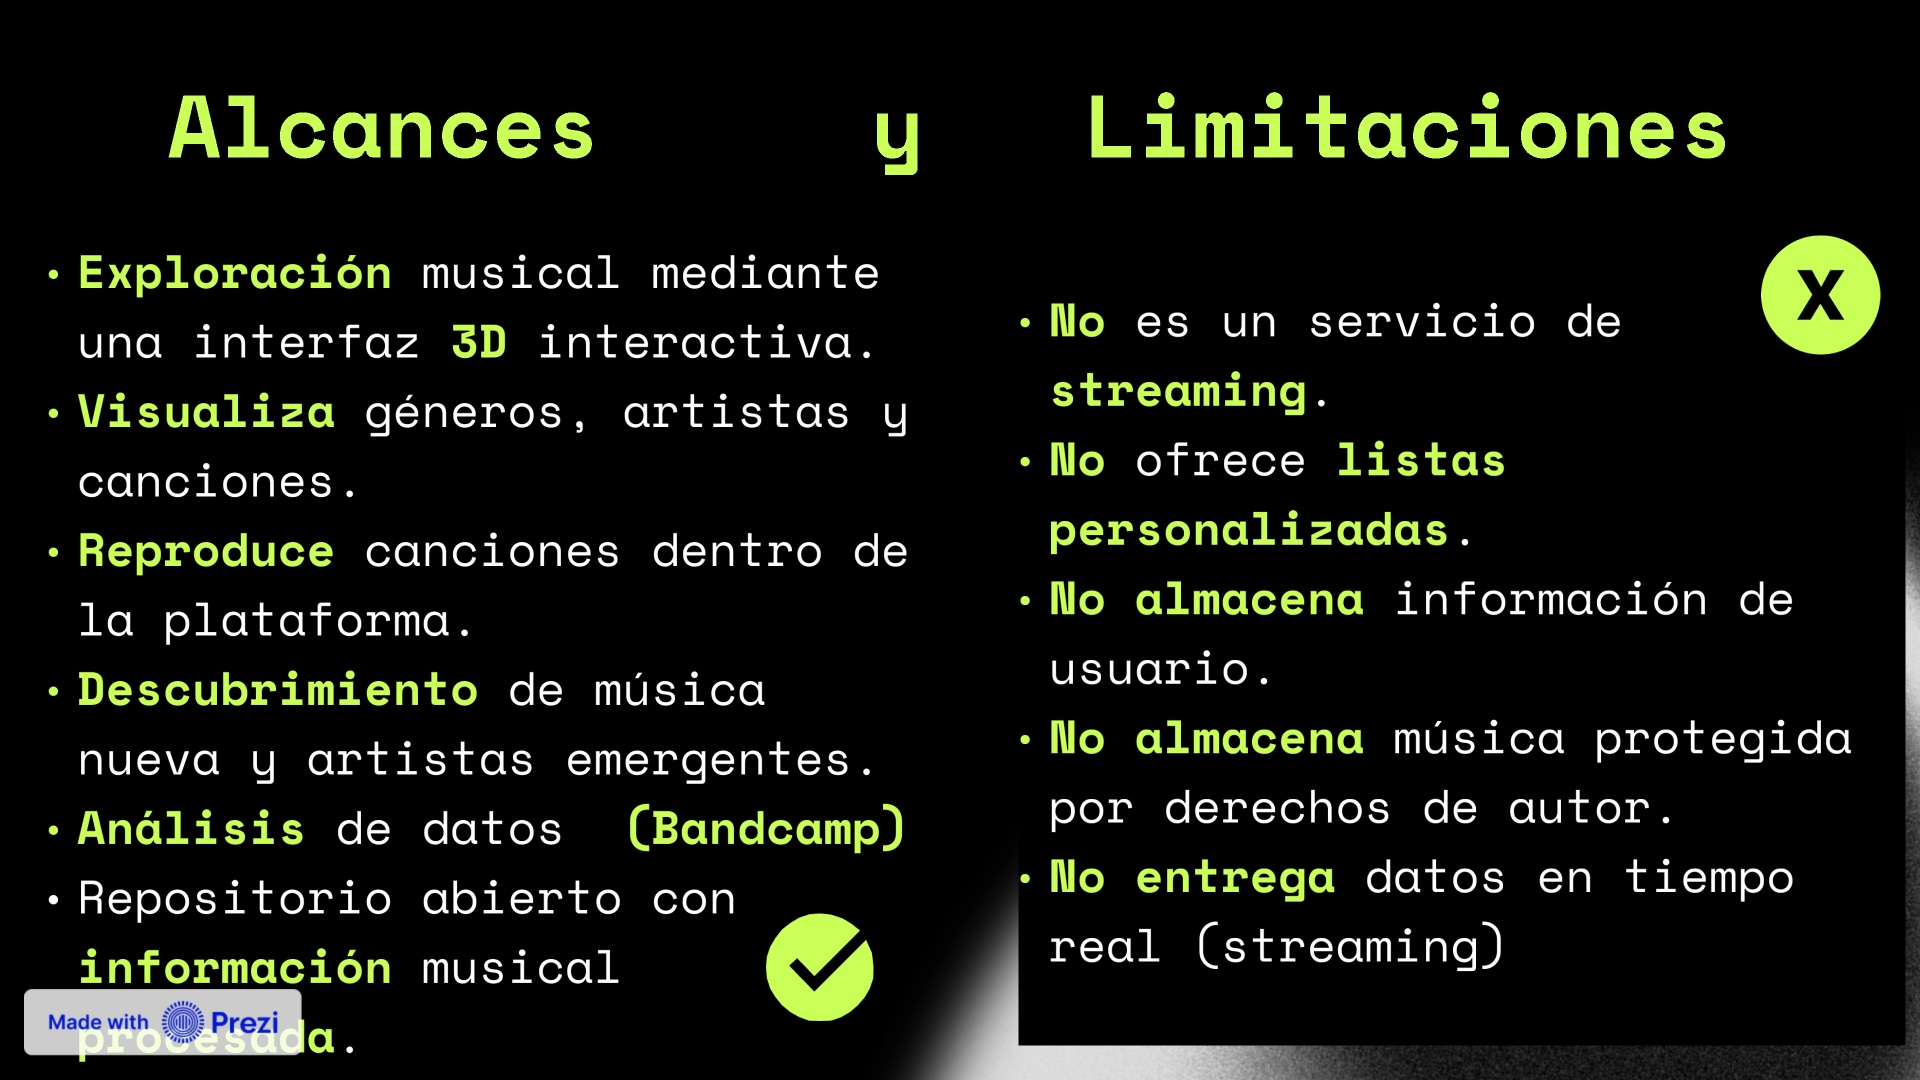 Alcances y Limitaciones
• Exploración musical mediante
una interfaz 3D interactiva.
• Visualiza géneros, artistas y
canciones.
• Reproduce canciones dentro de
la plataforma.
• Descubrimiento de música
nueva y artistas emergentes.
• Análisis de datos (Bandcamp)
• Repositorio abierto con
información musical
procesada.
X
• No es un servicio de
streaming.
• No ofrece listas
personalizadas.
• No almacena información de
usuario.
• No almacena música protegida
por derechos de autor.
• No entrega datos en tiempo
real (streaming)
Made with Prezi